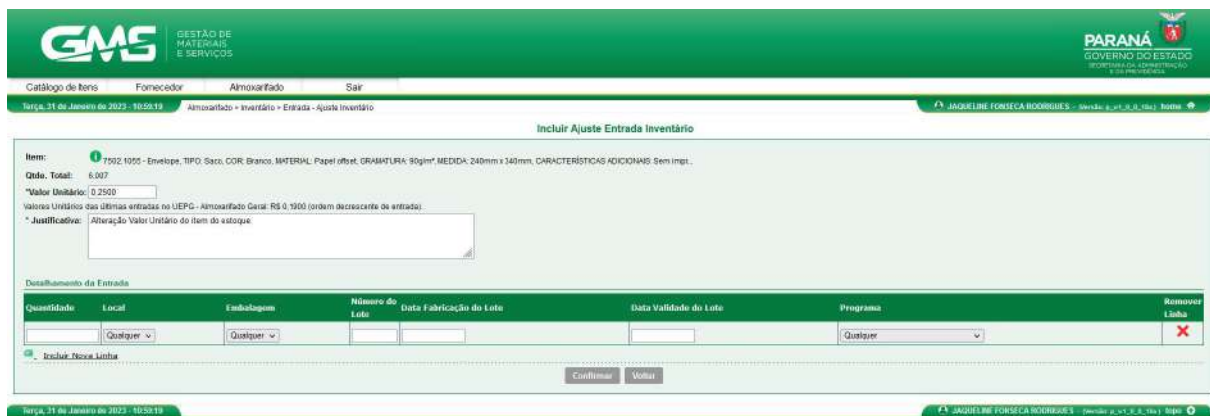 GMS GESTÃO DE
MATERIAIS
E SERVIÇOS
PARANÁ
GOVERNO DO ESTADO
SECRETARIA DA ADMINISTRAÇÃO
E DA PREVIDÊNCIA
Catálogo de Itens Fornecedor Almoxarifado Sair
Terça, 31 de Janeiro de 2023 - 10:59:19 Almoxarifado » Inventário » Entrada - Ajuste Inventário JAQUELINE FONSECA RODRIGUES - home
Incluir Ajuste Entrada Inventário
Item: 7502.1055 - Envelope, TIPO: Saco, COR: Branco, MATERIAL: Papel offset, GRAMATURA: 90g/m², MEDIDA: 240mm x 340mm, CARACTERÍSTICAS ADICIONAIS: Sem impr...
Qtde. Total: 6.007
*Valor Unitário: 0,2500
Valores Unitários das últimas entradas no UEPG - Almoxarifado Geral: R$ 0,1900 (ordem decrescente de entrada).
* Justificativa: Alteração Valor Unitário do item do estoque.
Detalhamento da Entrada
Quantidade Local Embalagem Número do Lote Data Fabricação do Lote Data Validade do Lote Programa Remover Linha
Qualquer Qualquer Qualquer
Incluir Nova Linha
Confirmar Voltar
Terça, 31 de Janeiro de 2023 - 10:59:19 JAQUELINE FONSECA RODRIGUES - topo